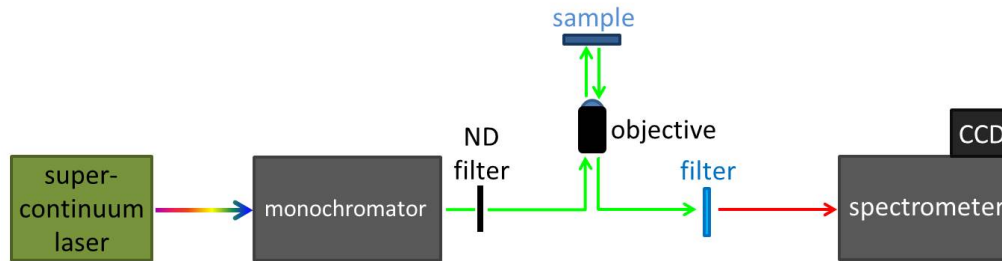 sample
objective
ND
filter
filter
CCD
super-
continuum
laser
monochromator
spectrometer